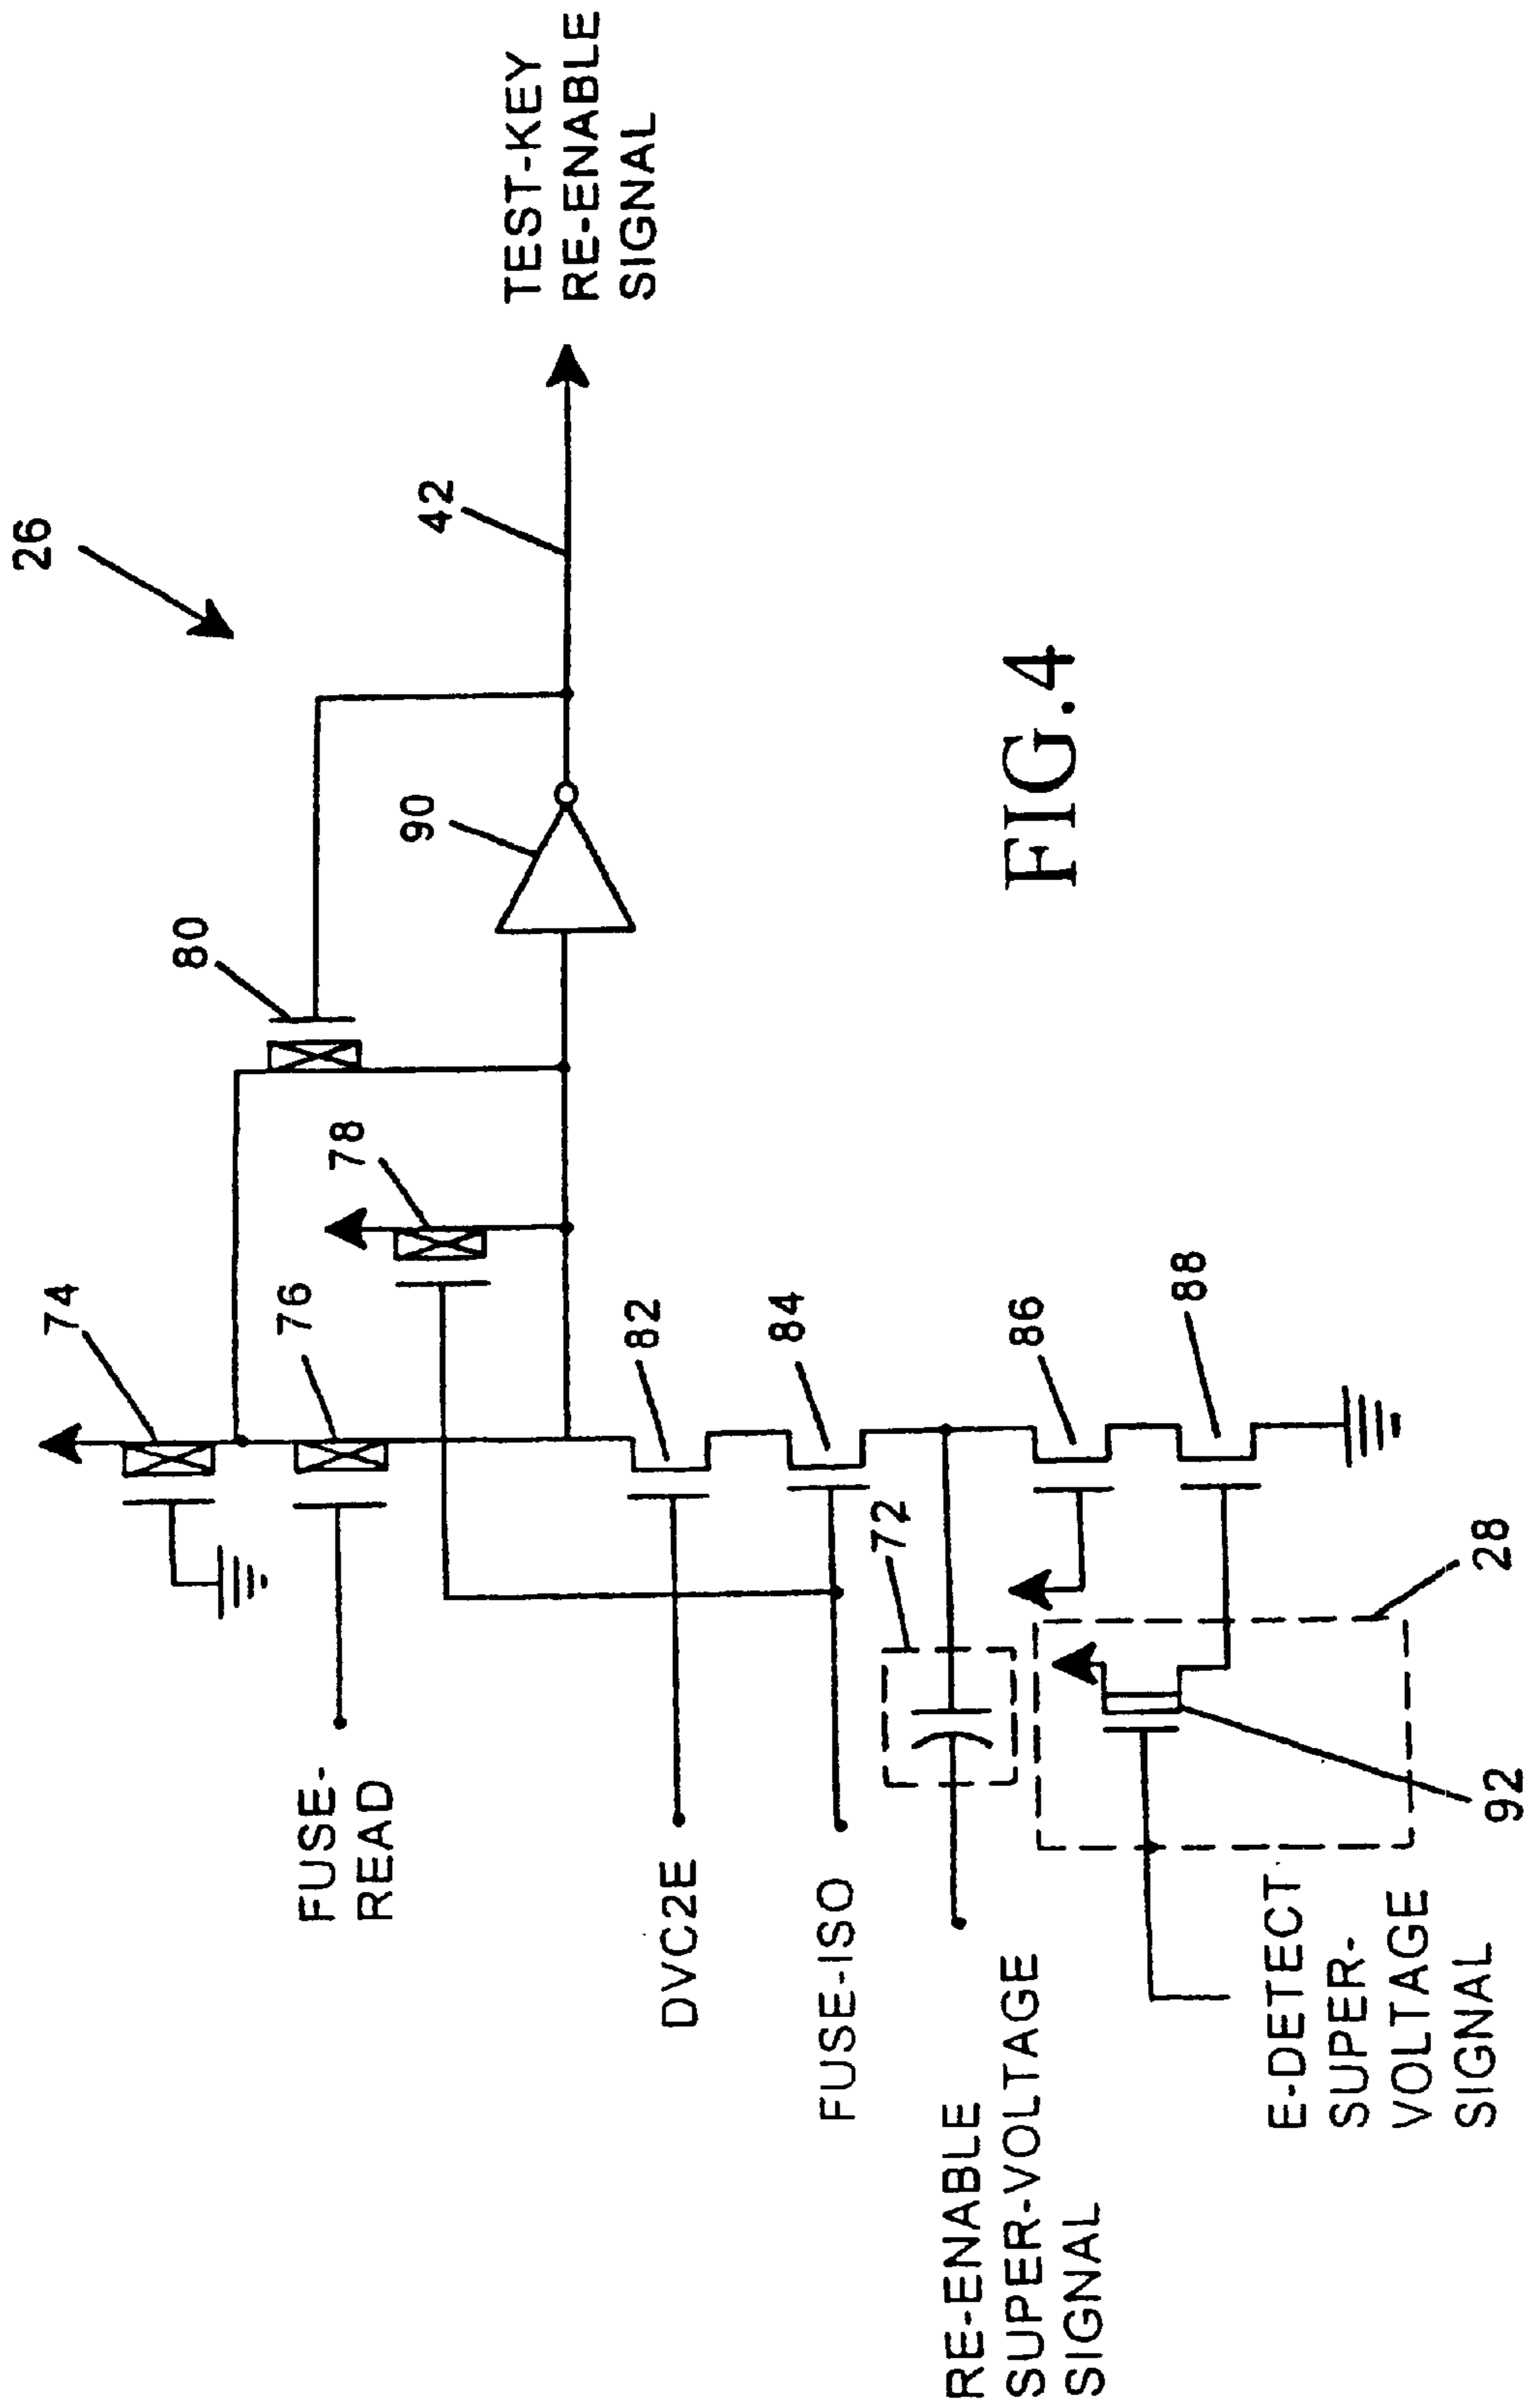 26
74
80
76
78
90
42
FUSE-
READ
TEST-KEY
RE-ENABLE
SIGNAL
DVC2E
82
FUSE-ISO
84
72
RE-ENABLE
SUPER-VOLTAGE
SIGNAL
86
88
28
92
E-DETECT
SUPER-
VOLTAGE
SIGNAL
FIG.4